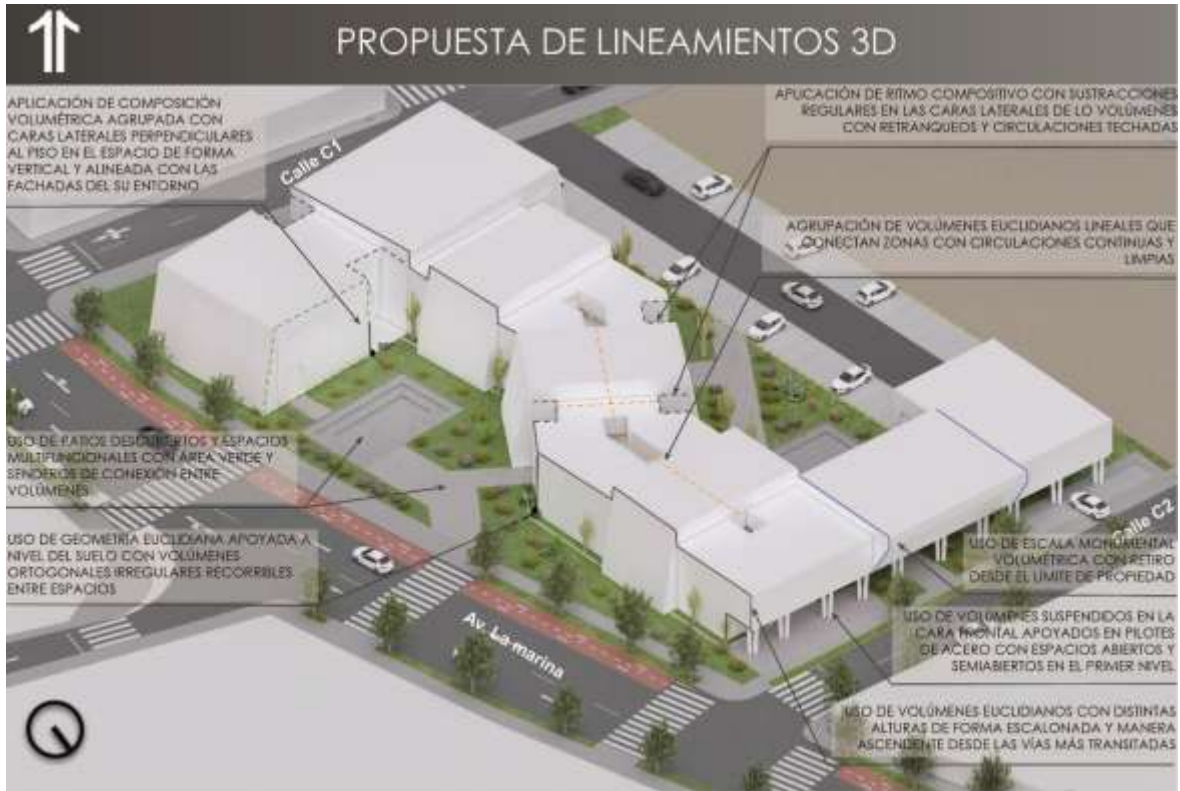 PROPUESTA DE LINEAMIENTOS 3D
APLICACIÓN DE COMPOSICIÓN
VOLUMÉTRICA AGRUPADA CON
CARAS LATERALES PERPENDICULARES
AL PISO EN EL ESPACIO DE FORMA
VERTICAL Y ALINEADA CON LAS
FACHADAS DEL SU ENTORNO
Calle C1
APLICACIÓN DE RITMO COMPOSITIVO CON SUSTRACCIONES
REGULARES EN LAS CARAS LATERALES DE LO VOLÚMENES
CON RETRANQUEOS Y CIRCULACIONES TECHADAS
AGRUPACIÓN DE VOLÚMENES EUCLIDIANOS LINEALES QUE
CONECTAN ZONAS CON CIRCULACIONES CONTINUAS Y
LIMPIAS
USO DE PATIOS DESCUBIERTOS Y ESPACIOS
MULTIFUNCIONALES CON ÁREA VERDE Y
SENDEROS DE CONEXIÓN ENTRE
VOLÚMENES
USO DE GEOMETRÍA EUCLIDIANA APOYADA A
NIVEL DEL SUELO CON VOLÚMENES
ORTOGONALES IRREGULARES RECORRIBLES
ENTRE ESPACIOS
Av. La marina
Calle C2
USO DE ESCALA MONUMENTAL
VOLUMÉTRICA CON RETIRO
DESDE EL LÍMITE DE PROPIEDAD
USO DE VOLÚMENES SUSPENDIDOS EN LA
CARA FRONTAL APOYADOS EN PILOTES
DE ACERO CON ESPACIOS ABIERTOS Y
SEMIABIERTOS EN EL PRIMER NIVEL
USO DE VOLÚMENES EUCLIDIANOS CON DISTINTAS
ALTURAS DE FORMA ESCALONADA Y MANERA
ASCENDENTE DESDE LAS VÍAS MÁS TRANSITADAS